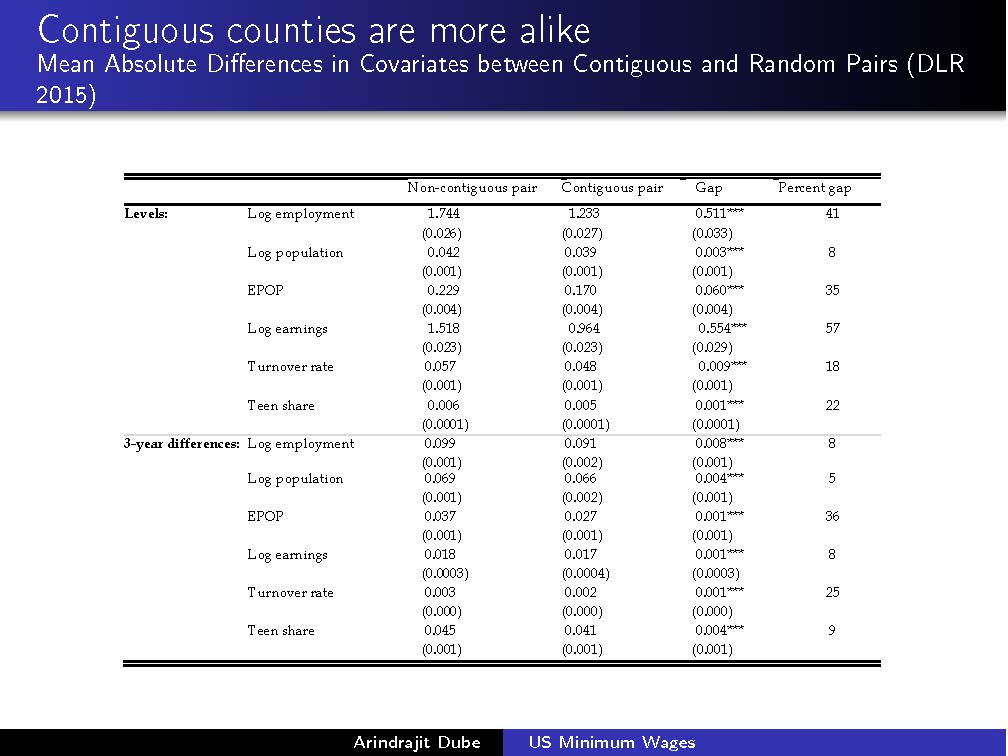 Contiguous counties are more alike
Mean Absolute Differences in Covariates between Contiguous and Random Pairs (DLR
2015)
Non-contiguous pair Contiguous pair Gap Percent gap
Levels: Log employment 1.744 1.233 0.511*** 41
(0.026) (0.027) (0.033)
Log population 0.042 0.039 0.003*** 8
(0.001) (0.001) (0.001)
EPOP 0.229 0.170 0.060*** 35
(0.004) (0.004) (0.004)
Log earnings 1.518 0.964 0.554*** 57
(0.023) (0.023) (0.029)
Turnover rate 0.057 0.048 0.009*** 18
(0.001) (0.001) (0.001)
Teen share 0.006 0.005 0.001*** 22
(0.0001) (0.0001) (0.0001)
3-year differences: Log employment 0.099 0.091 0.008*** 8
(0.001) (0.002) (0.001)
Log population 0.069 0.066 0.004*** 5
(0.001) (0.002) (0.001)
EPOP 0.037 0.027 0.001*** 36
(0.001) (0.001) (0.001)
Log earnings 0.018 0.017 0.001*** 8
(0.0003) (0.0004) (0.0003)
Turnover rate 0.003 0.002 0.001*** 25
(0.000) (0.000) (0.000)
Teen share 0.045 0.041 0.004*** 9
(0.001) (0.001) (0.001)
Arindrajit Dube US Minimum Wages